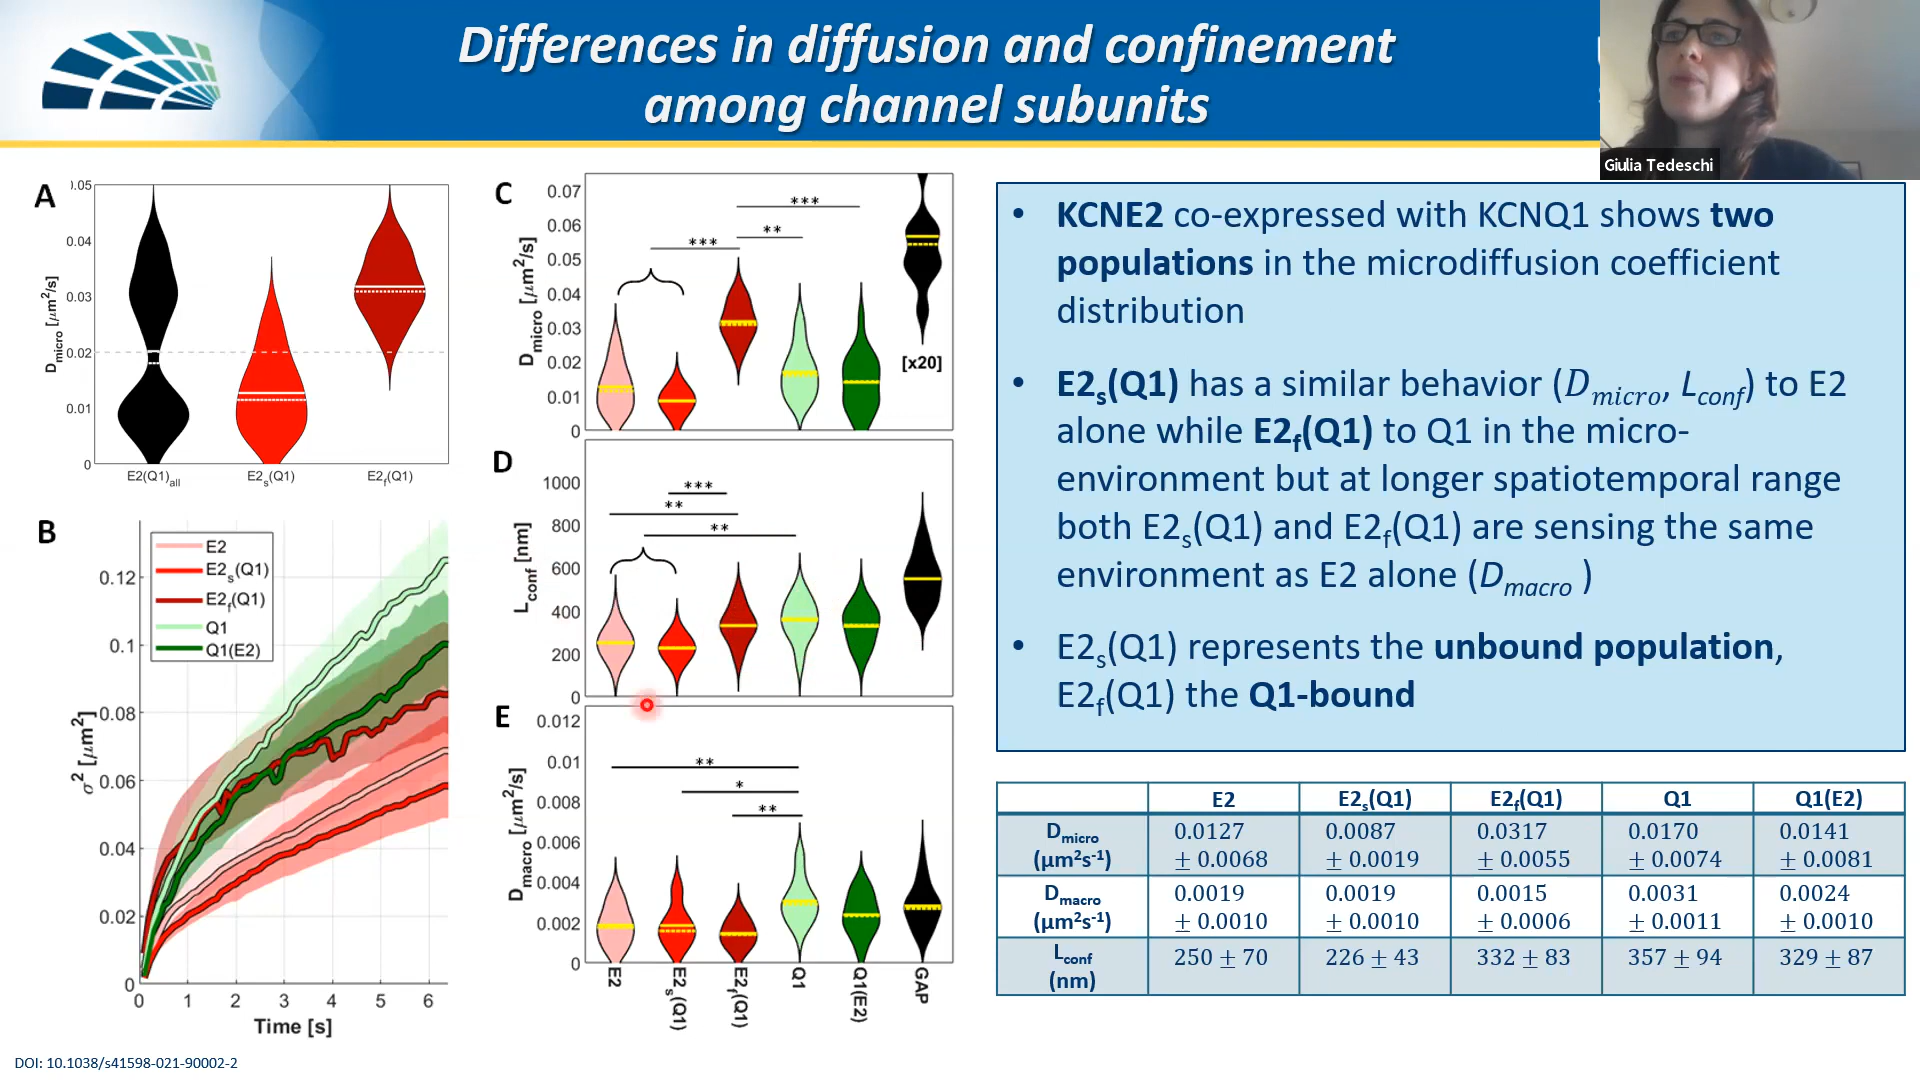 Differences in diffusion and confinement
among channel subunits
Giulia Tedeschi
A
0.05
0.04
0.03
0.02
0.01
0
Dmicro [μm²/s]
E2(Q1)all
E2s(Q1)
E2f(Q1)
B
E2
E2s(Q1)
E2f(Q1)
Q1
Q1(E2)
0.12
0.1
0.08
0.06
0.04
0.02
0
σ² [μm²]
0 1 2 3 4 5 6
Time [s]
C
0.07
0.06
0.05
0.04
0.03
0.02
0.01
0
Dmicro [μm²/s]
***
**
***
[x20]
D
1000
800
600
400
200
0
Lconf [nm]
***
**
**
E
0.012
0.01
0.008
0.006
0.004
0.002
0
Dmacro [μm²/s]
**
*
**
E2
E2s(Q1)
E2f(Q1)
Q1
Q1(E2)
GAP
• KCNE2 co-expressed with KCNQ1 shows two
populations in the microdiffusion coefficient
distribution
• E2s(Q1) has a similar behavior (Dmicro, Lconf) to E2
alone while E2f(Q1) to Q1 in the micro-
environment but at longer spatiotemporal range
both E2s(Q1) and E2f(Q1) are sensing the same
environment as E2 alone (Dmacro )
• E2s(Q1) represents the unbound population,
E2f(Q1) the Q1-bound
E2 E2s(Q1) E2f(Q1) Q1 Q1(E2)
Dmicro 0.0127 0.0087 0.0317 0.0170 0.0141
(μm²s-1) ± 0.0068 ± 0.0019 ± 0.0055 ± 0.0074 ± 0.0081
Dmacro 0.0019 0.0019 0.0015 0.0031 0.0024
(μm²s-1) ± 0.0010 ± 0.0010 ± 0.0006 ± 0.0011 ± 0.0010
Lconf 250 ± 70 226 ± 43 332 ± 83 357 ± 94 329 ± 87
(nm)
DOI: 10.1038/s41598-021-90002-2